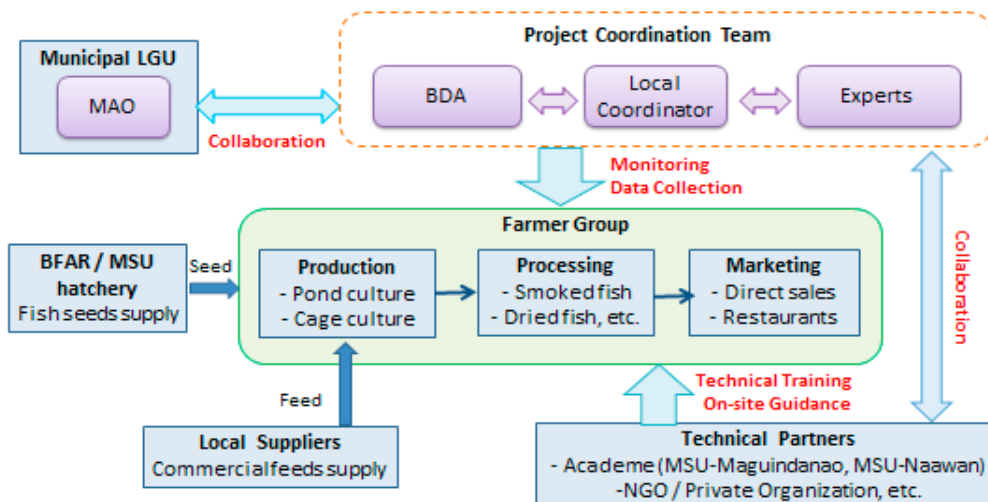 Project Coordination Team
Municipal LGU
MAO
BDA
Local
Coordinator
Experts
Collaboration
Monitoring
Data Collection
Farmer Group
BFAR / MSU
hatchery
Fish seeds supply
Seed
Production
- Pond culture
- Cage culture
Processing
- Smoked fish
- Dried fish, etc.
Marketing
- Direct sales
- Restaurants
Collaboration
Feed
Technical Training
On-site Guidance
Local Suppliers
Commercial feeds supply
Technical Partners
- Academe (MSU-Maguindanao, MSU-Naawan)
-NGO / Private Organization, etc.